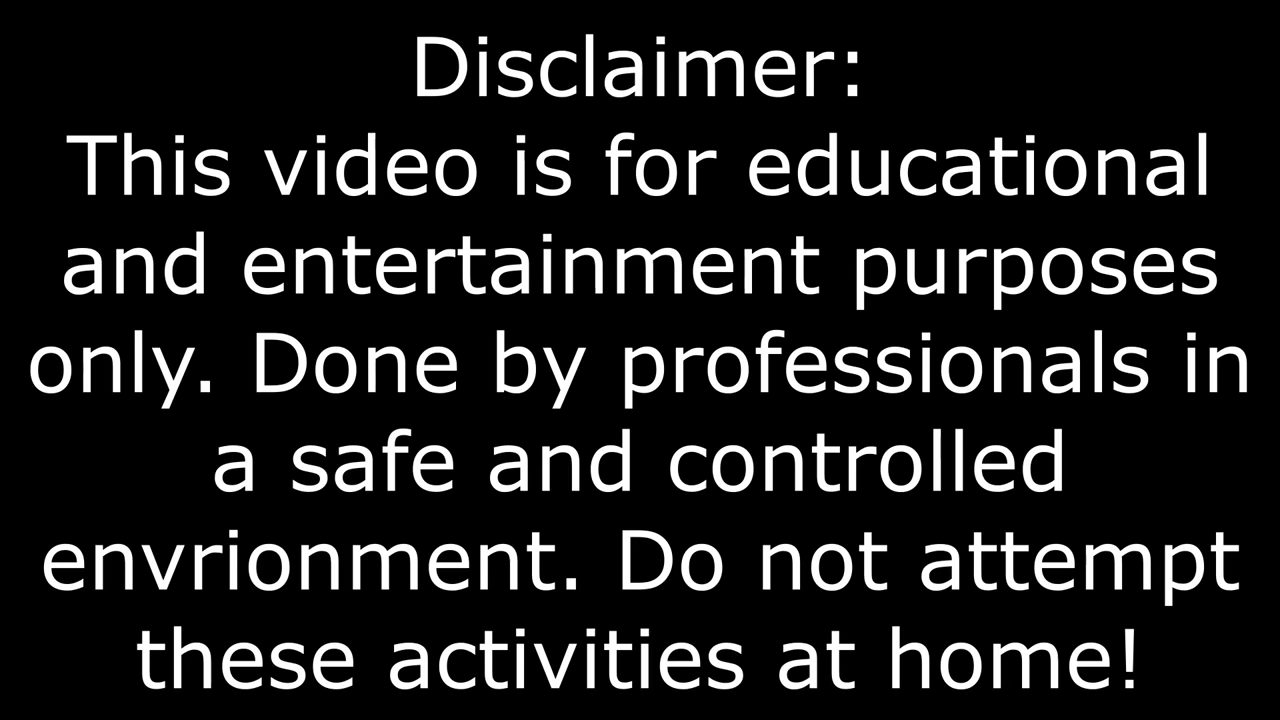 Disclaimer:
This video is for educational
and entertainment purposes
only. Done by professionals in
a safe and controlled
envrionment. Do not attempt
these activities at home!